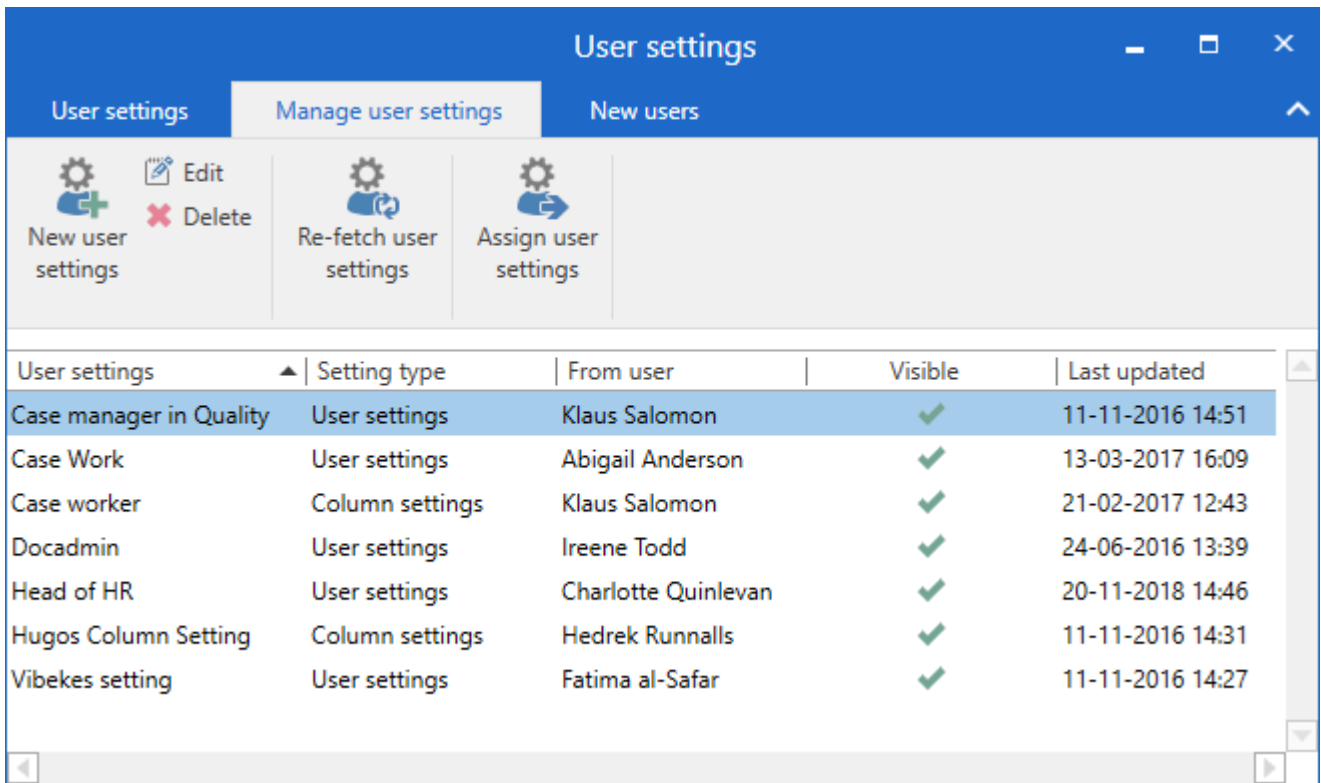 User settings
User settings Manage user settings New users
New user settings
Edit
Delete
Re-fetch user settings
Assign user settings
User settings Setting type From user Visible Last updated
Case manager in Quality User settings Klaus Salomon 11-11-2016 14:51
Case Work User settings Abigail Anderson 13-03-2017 16:09
Case worker Column settings Klaus Salomon 21-02-2017 12:43
Docadmin User settings Ireene Todd 24-06-2016 13:39
Head of HR User settings Charlotte Quinlevan 20-11-2018 14:46
Hugos Column Setting Column settings Hedrek Runnalls 11-11-2016 14:31
Vibekes setting User settings Fatima al-Safar 11-11-2016 14:27